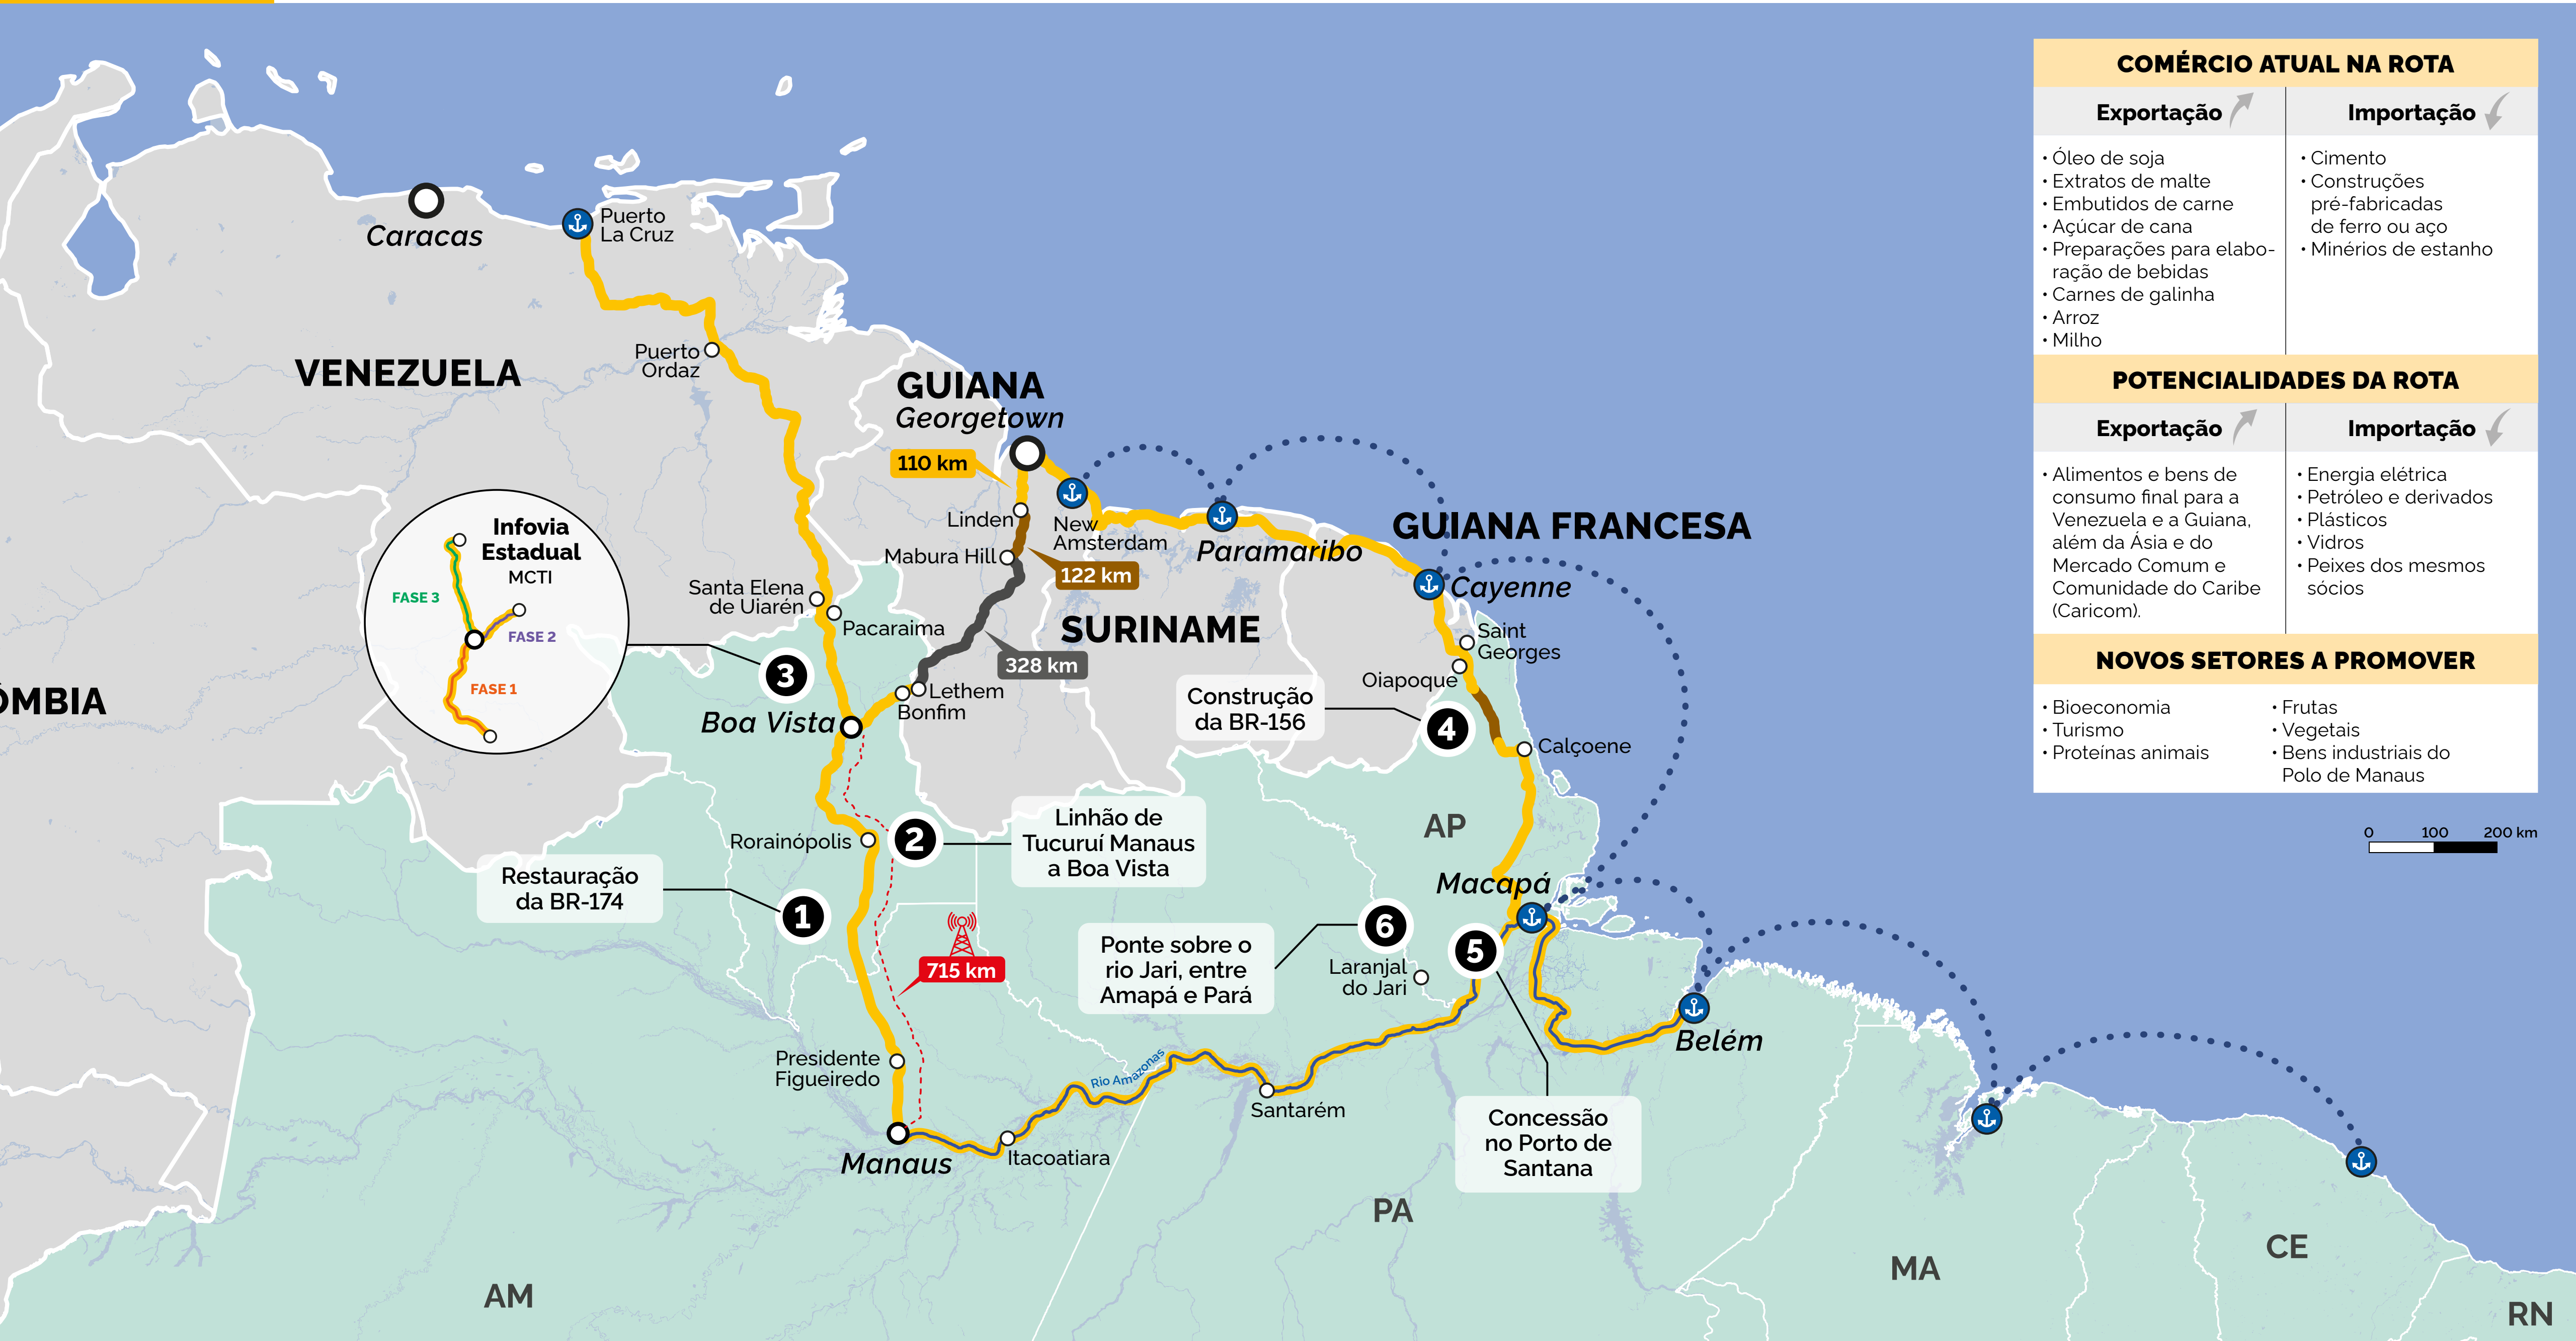 Caracas
Puerto
La Cruz
VENEZUELA
Puerto
Ordaz
GUIANA
Georgetown
110 km
Linden
New
Amsterdam
Mabura Hill
122 km
Paramaribo
GUIANA FRANCESA
Cayenne
SURINAME
328 km
Santa Elena
de Uiarén
Pacaraima
Saint
Georges
Oiapoque
Infovia
Estadual
MCTI
FASE 3
FASE 2
FASE 1
3
ÔMBIA
Lethem
Bonfim
Boa Vista
Construção
da BR-156
4
Calçoene
AP
Rorainópolis
2
Linhão de
Tucuruí Manaus
a Boa Vista
Restauração
da BR-174
1
715 km
Macapá
6
5
Ponte sobre o
rio Jari, entre
Amapá e Pará
Laranjal
do Jari
Belém
Presidente
Figueiredo
Rio Amazonas
Santarém
Manaus
Itacoatiara
Concessão
no Porto de
Santana
AM
PA
MA
CE
RN
COMÉRCIO ATUAL NA ROTA
Exportação
• Óleo de soja
• Extratos de malte
• Embutidos de carne
• Açúcar de cana
• Preparações para elabo-
ração de bebidas
• Carnes de galinha
• Arroz
• Milho
Importação
• Cimento
• Construções
pré-fabricadas
de ferro ou aço
• Minérios de estanho
POTENCIALIDADES DA ROTA
Exportação
• Alimentos e bens de
consumo final para a
Venezuela e a Guiana,
além da Ásia e do
Mercado Comum e
Comunidade do Caribe
(Caricom).
Importação
• Energia elétrica
• Petróleo e derivados
• Plásticos
• Vidros
• Peixes dos mesmos
sócios
NOVOS SETORES A PROMOVER
• Bioeconomia
• Turismo
• Proteínas animais
• Frutas
• Vegetais
• Bens industriais do
Polo de Manaus
0 100 200 km